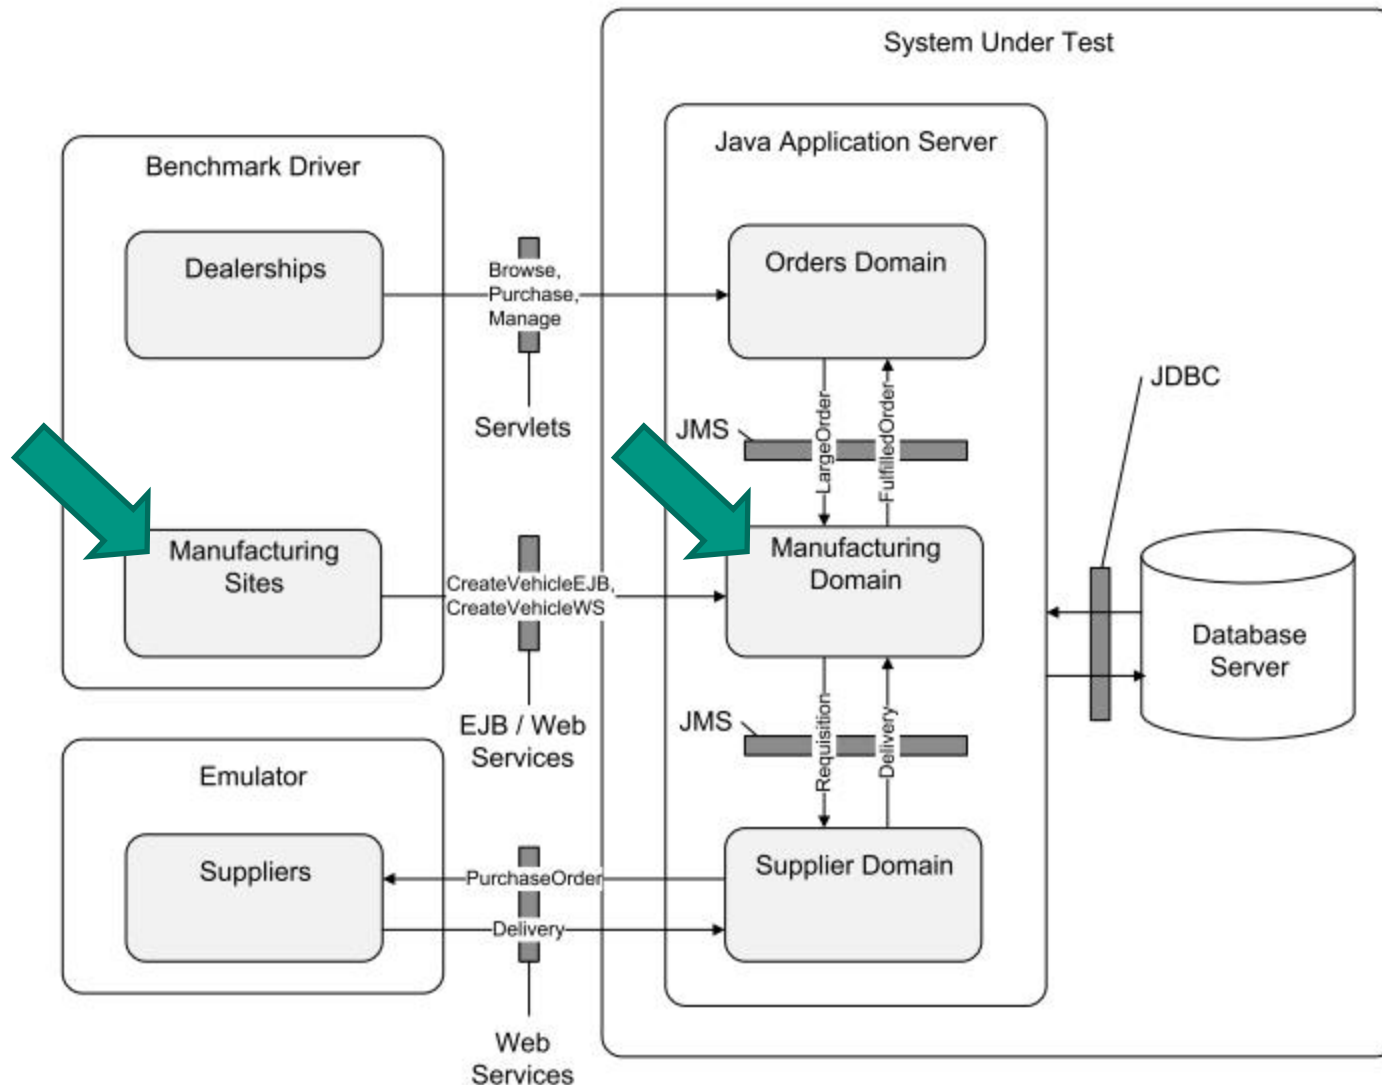 System Under Test
Java Application Server
Benchmark Driver
Dealerships
Browse,
Purchase,
Manage
Servlets
Orders Domain
JMS
LargeOrder
FulfilledOrder
JDBC
Manufacturing
Sites
CreateVehicleEJB,
CreateVehicleWS
EJB / Web
Services
Manufacturing
Domain
Database
Server
JMS
Requisition
Delivery
Emulator
Suppliers
PurchaseOrder
Delivery
Web
Services
Supplier Domain